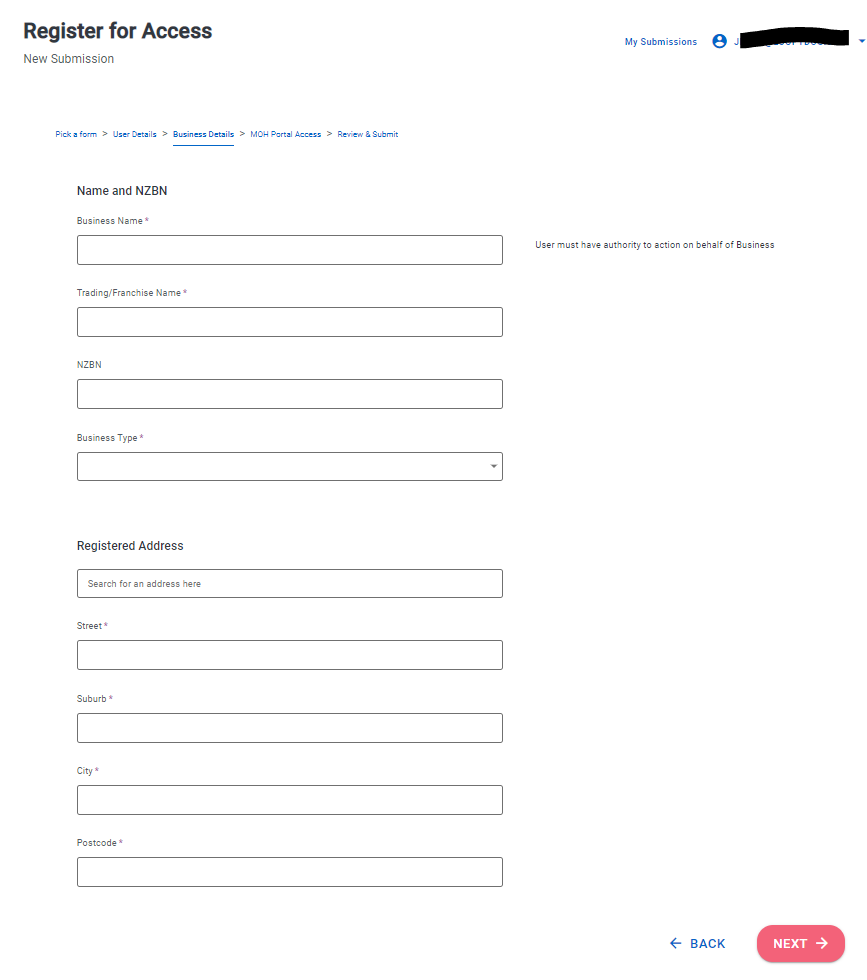 Register for Access
New Submission
My Submissions
Pick a form > User Details > Business Details > MOH Portal Access > Review & Submit
Name and NZBN
Business Name *
User must have authority to action on behalf of Business
Trading/Franchise Name *
NZBN
Business Type *
Registered Address
Search for an address here
Street *
Suburb *
City *
Postcode *
← BACK NEXT →